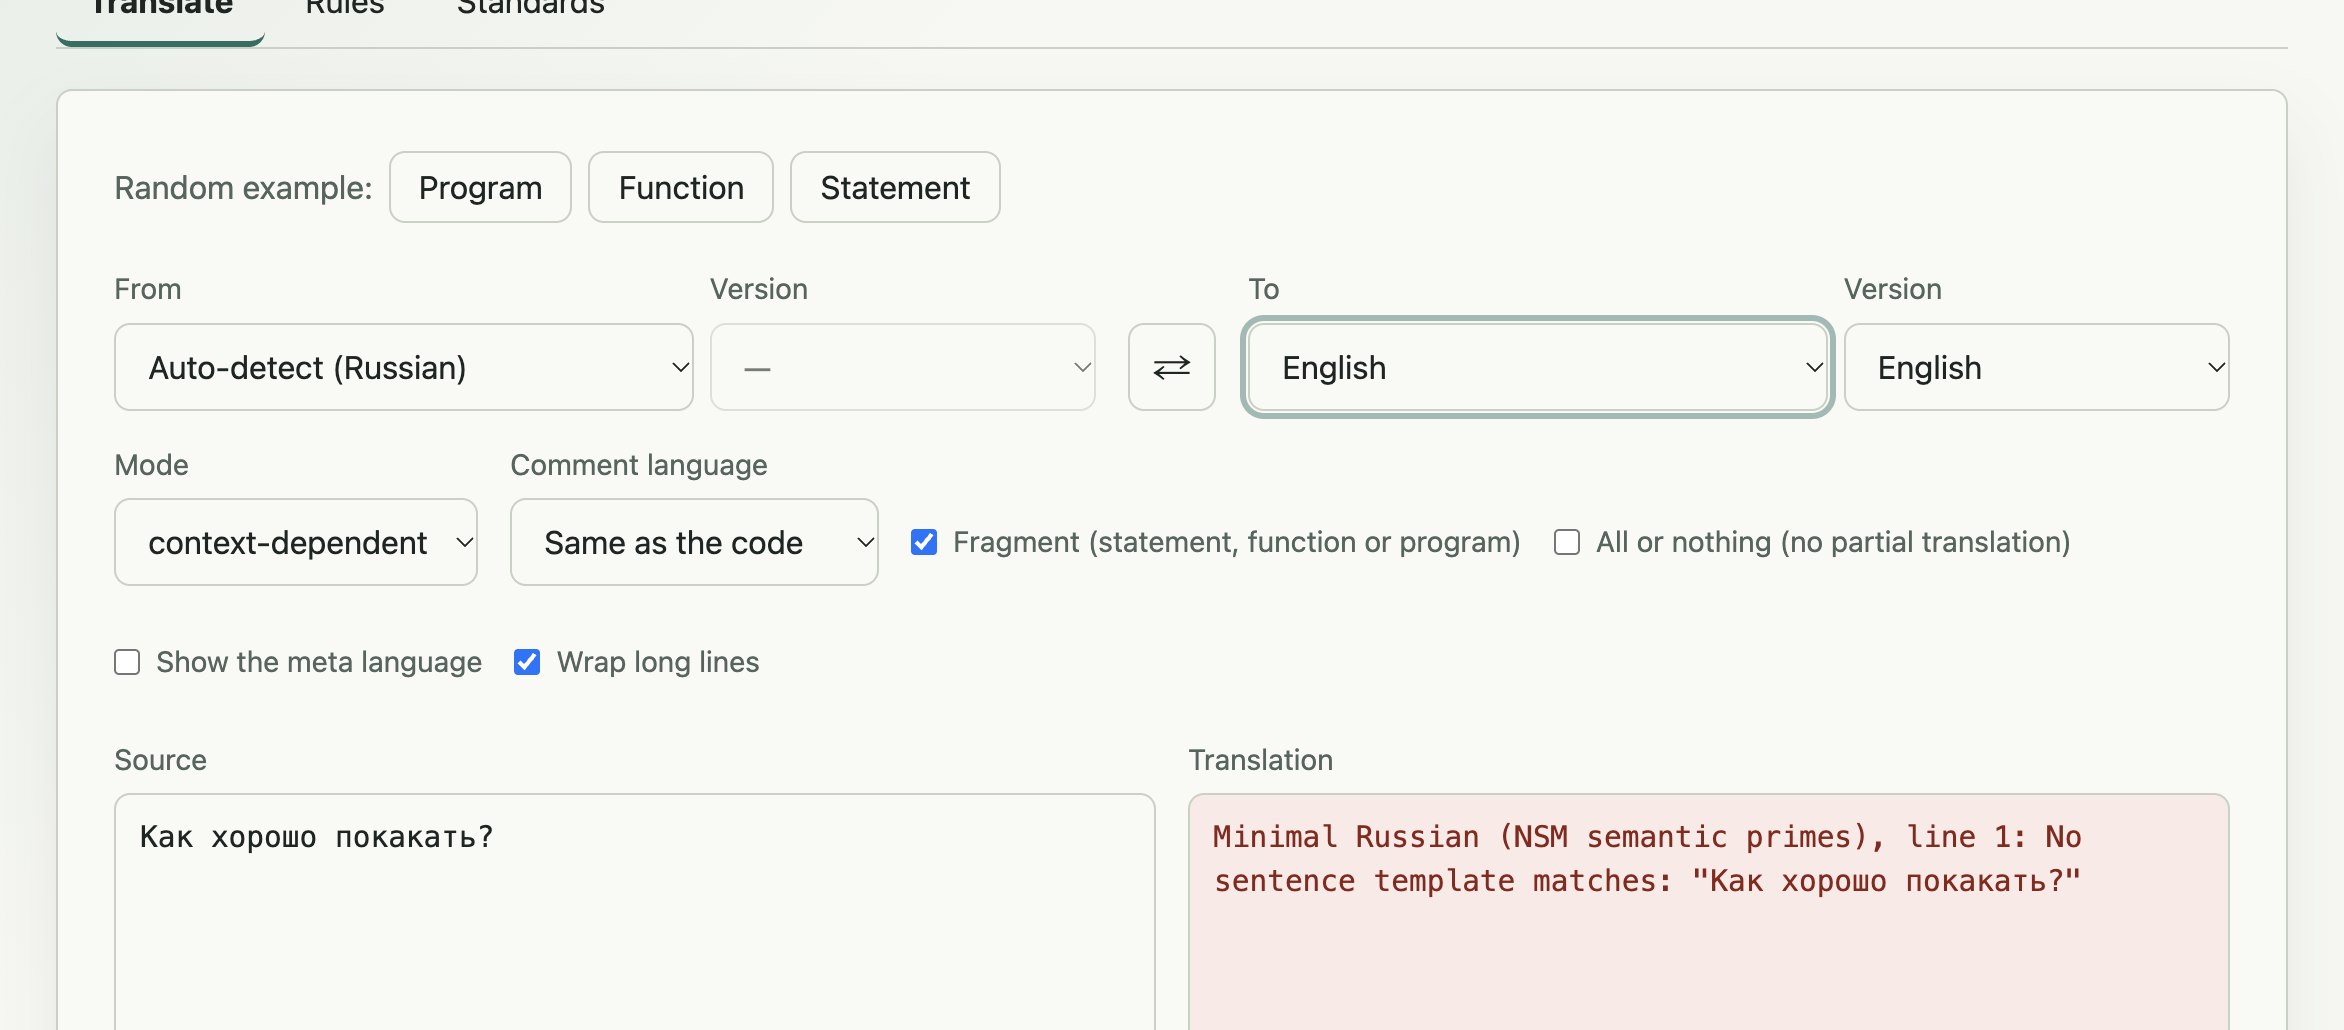 Translate Rules Standards
Random example: Program Function Statement
From Version To Version
Auto-detect (Russian) — ⇄ English English
Mode Comment language
context-dependent Same as the code Fragment (statement, function or program) All or nothing (no partial translation)
Show the meta language Wrap long lines
Source Translation
Как хорошо покакать?
Minimal Russian (NSM semantic primes), line 1: No
sentence template matches: "Как хорошо покакать?"